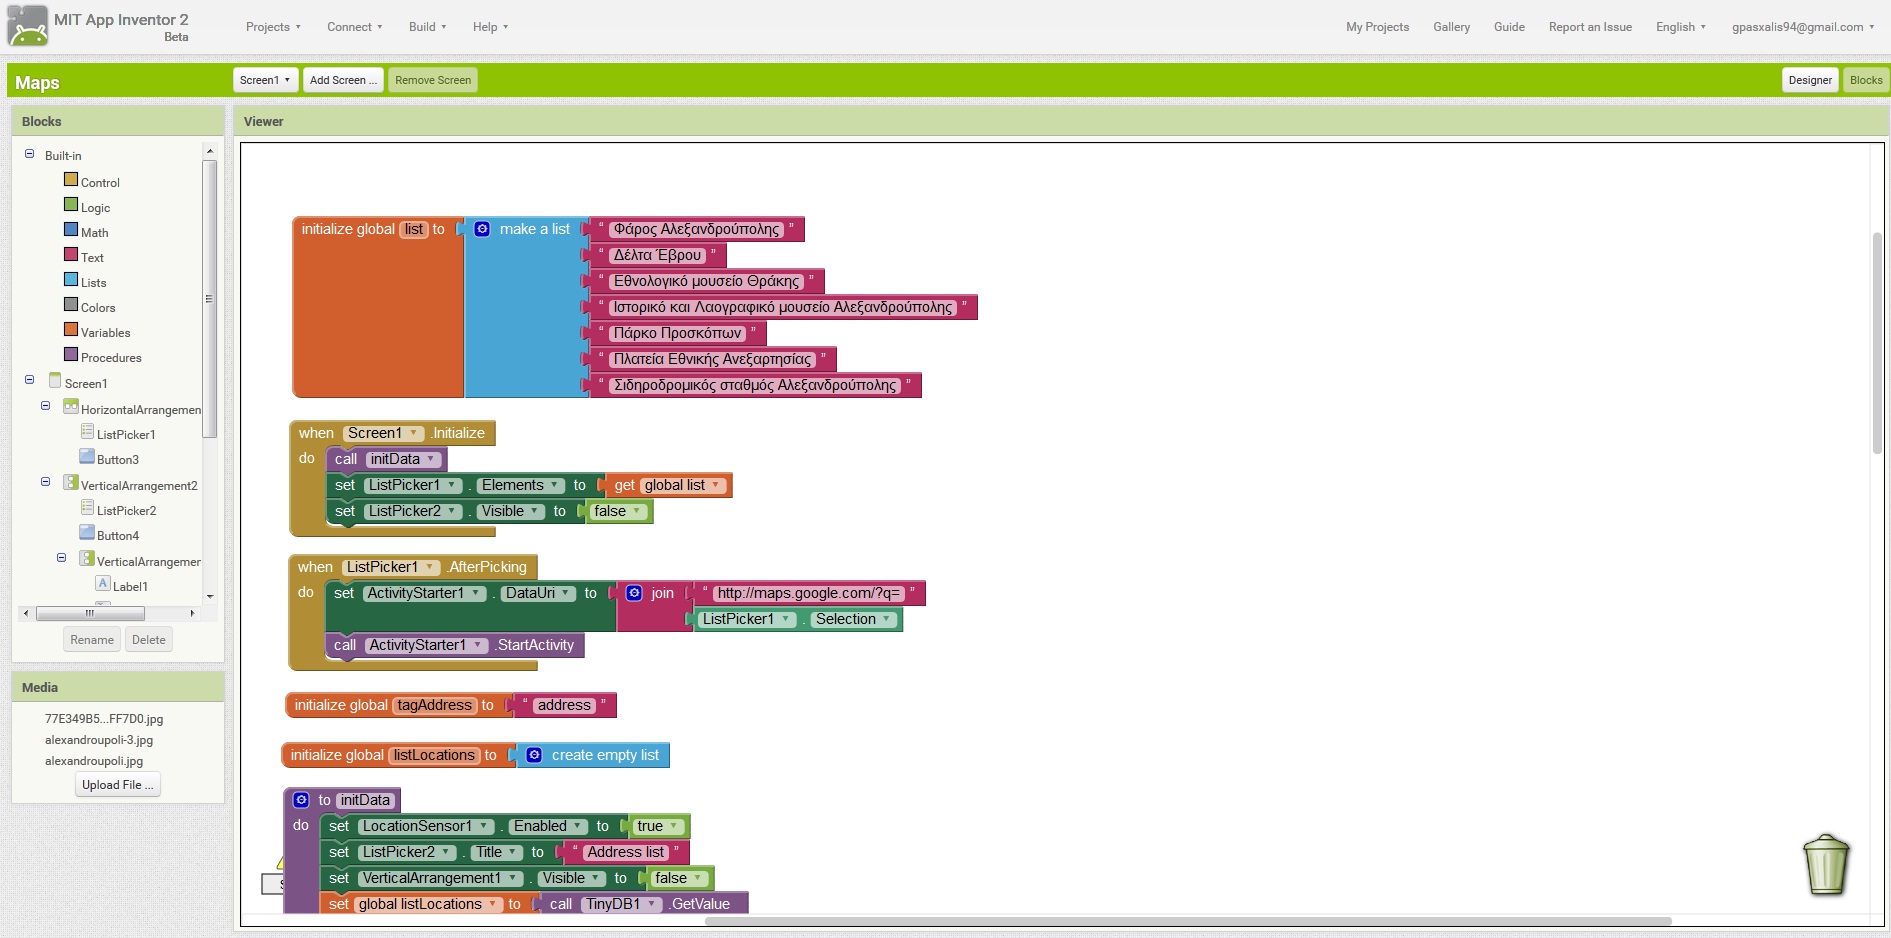 MIT App Inventor 2
Beta
Projects Connect Build Help
My Projects Gallery Guide Report an Issue English gpasxalis94@gmail.com
Maps
Screen1 Add Screen ... Remove Screen
Designer Blocks
Blocks
Built-in
Control
Logic
Math
Text
Lists
Colors
Variables
Procedures
Screen1
HorizontalArrangemen
ListPicker1
Button3
VerticalArrangement2
ListPicker2
Button4
VerticalArrangemer
Label1
Rename Delete
Media
77E349B5...FF7D0.jpg
alexandroupoli-3.jpg
alexandroupoli.jpg
Upload File ...
Viewer
initialize global list to make a list “ Φάρος Αλεξανδρούπολης ”
“ Δέλτα Έβρου ”
“ Εθνολογικό μουσείο Θράκης ”
“ Ιστορικό και Λαογραφικό μουσείο Αλεξανδρούπολης ”
“ Πάρκο Προσκόπων ”
“ Πλατεία Εθνικής Ανεξαρτησίας ”
“ Σιδηροδρομικός σταθμός Αλεξανδρούπολης ”
when Screen1 .Initialize
do call initData
set ListPicker1 . Elements to get global list
set ListPicker2 . Visible to false
when ListPicker1 .AfterPicking
do set ActivityStarter1 . DataUri to join “ http://maps.google.com/?q= ”
ListPicker1 . Selection
call ActivityStarter1 .StartActivity
initialize global tagAddress to “ address ”
initialize global listLocations to create empty list
to initData
do set LocationSensor1 . Enabled to true
set ListPicker2 . Title to “ Address list ”
set VerticalArrangement1 . Visible to false
set global listLocations to call TinyDB1 .GetValue